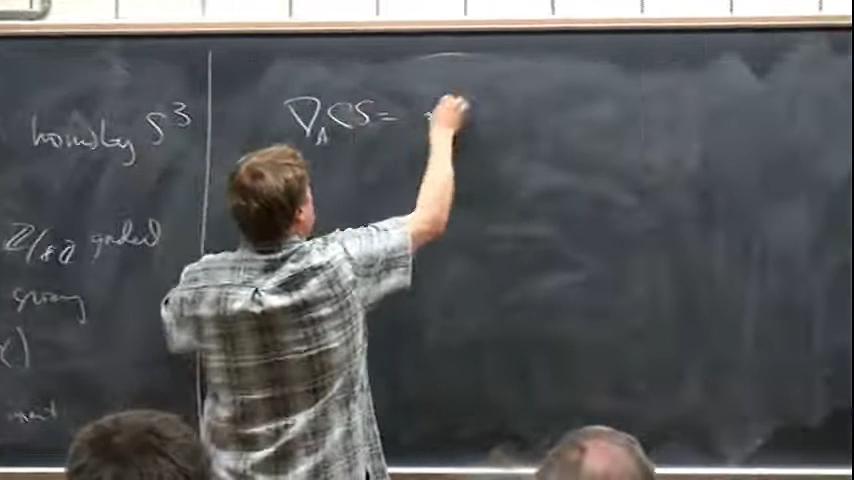 homology S³
ℤ/8ℤ graded
group
∇_A CS =